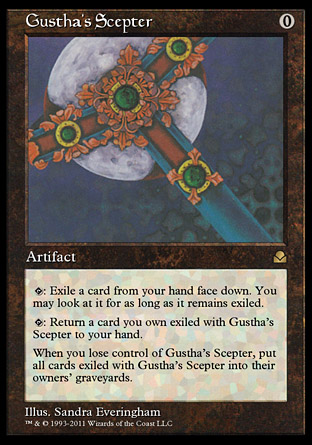 Gustha's Scepter 0
Artifact
: Exile a card from your hand face down. You
may look at it for as long as it remains exiled.
: Return a card you own exiled with Gustha's
Scepter to your hand.
When you lose control of Gustha's Scepter, put
all cards exiled with Gustha's Scepter into their
owners' graveyards.
Illus. Sandra Everingham
™ & © 1993-2011 Wizards of the Coast LLC